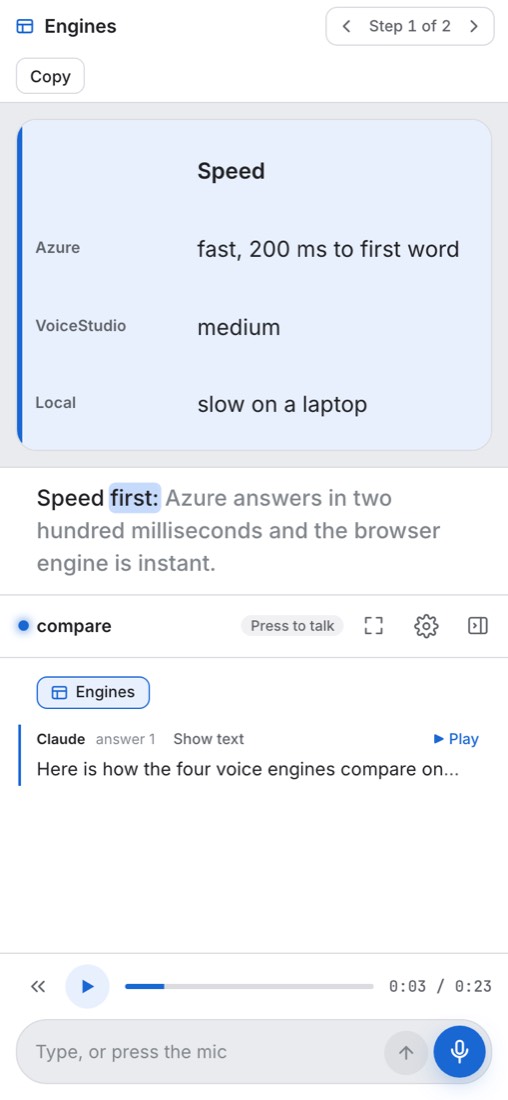 Engines
Step 1 of 2
Copy
Speed
Azure
fast, 200 ms to first word
VoiceStudio
medium
Local
slow on a laptop
Speed first: Azure answers in two
hundred milliseconds and the browser
engine is instant.
compare
Press to talk
Engines
Claude answer 1 Show text
Play
Here is how the four voice engines compare on...
0:03 / 0:23
Type, or press the mic